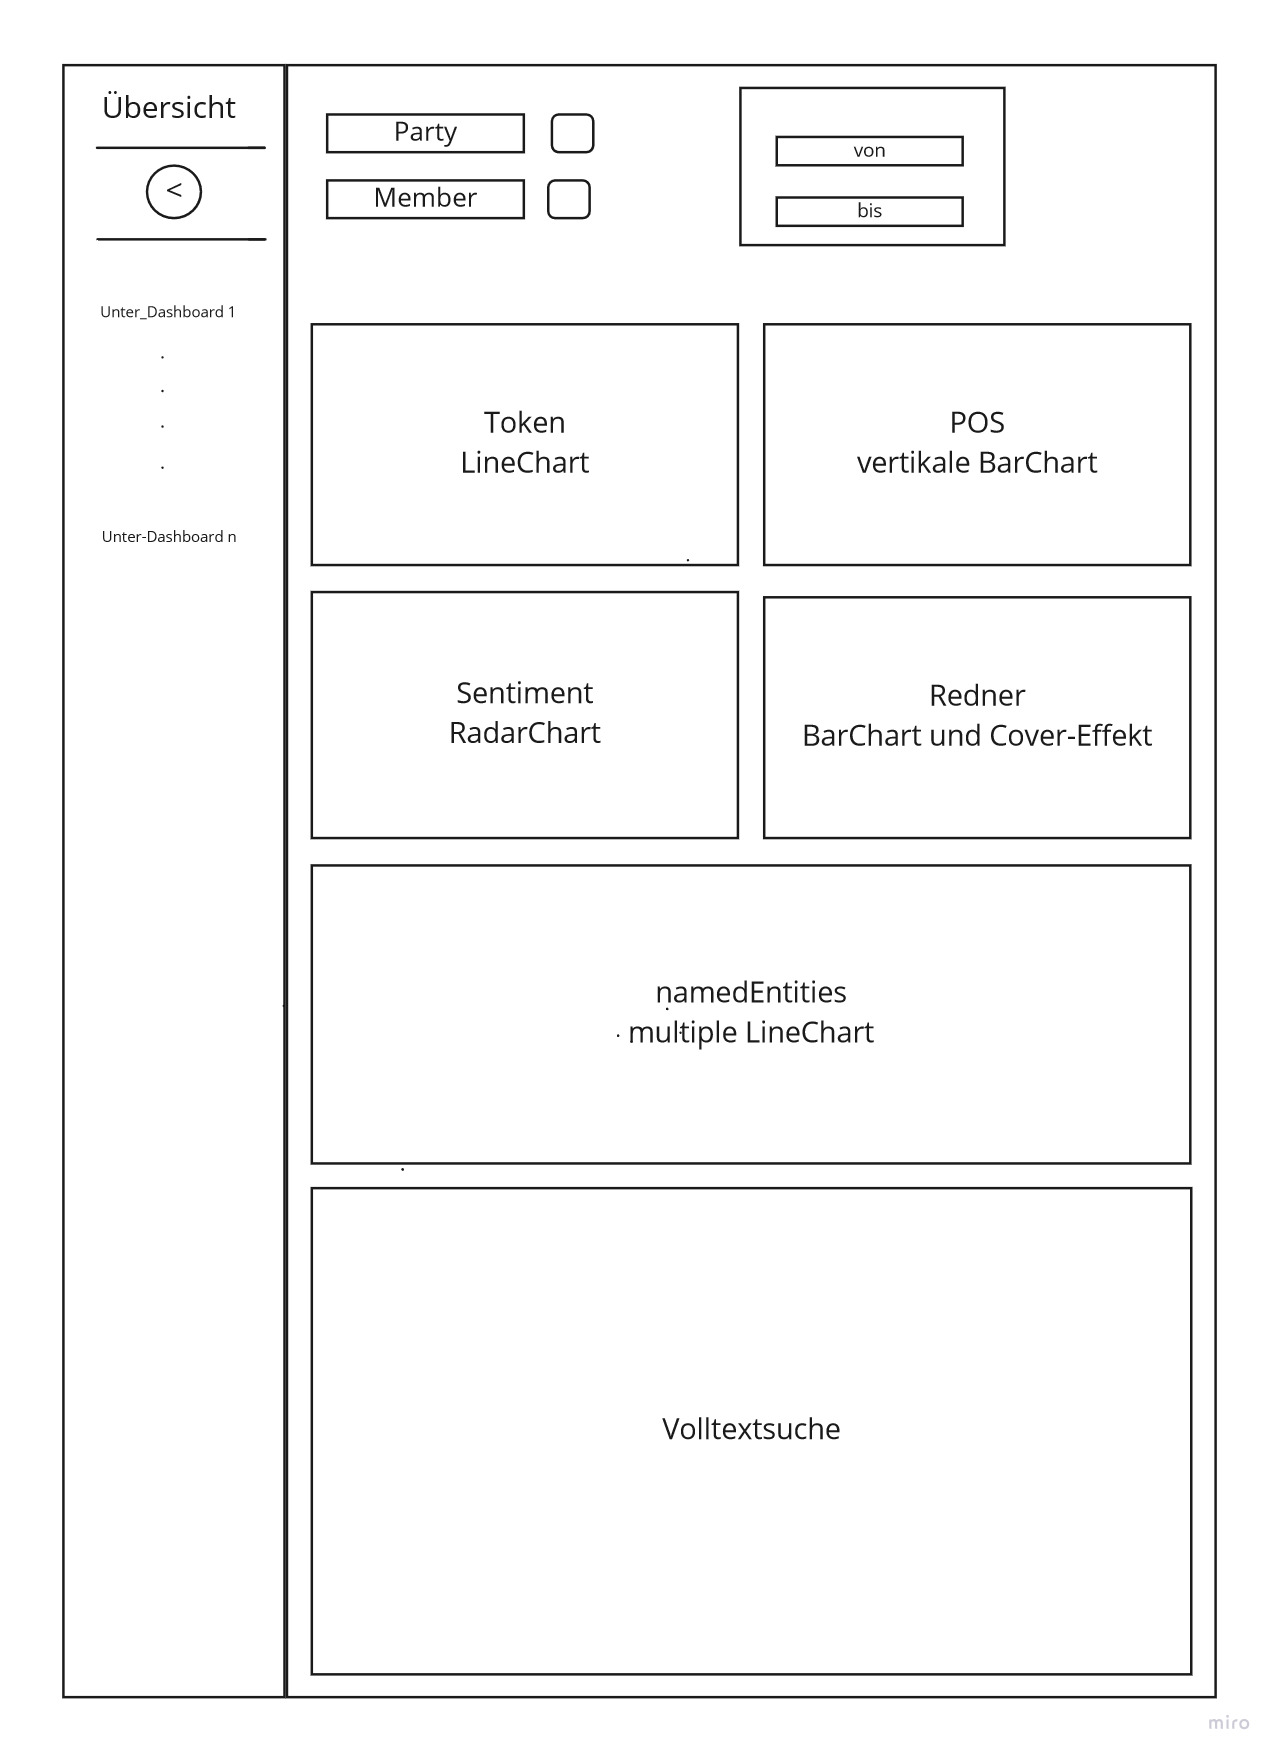 Übersicht
<
Unter_Dashboard 1
.
.
.
.
Unter-Dashboard n
Party
Member
von
bis
Token
LineChart
POS
vertikale BarChart
Sentiment
RadarChart
Redner
BarChart und Cover-Effekt
namedEntities
multiple LineChart
Volltextsuche
miro